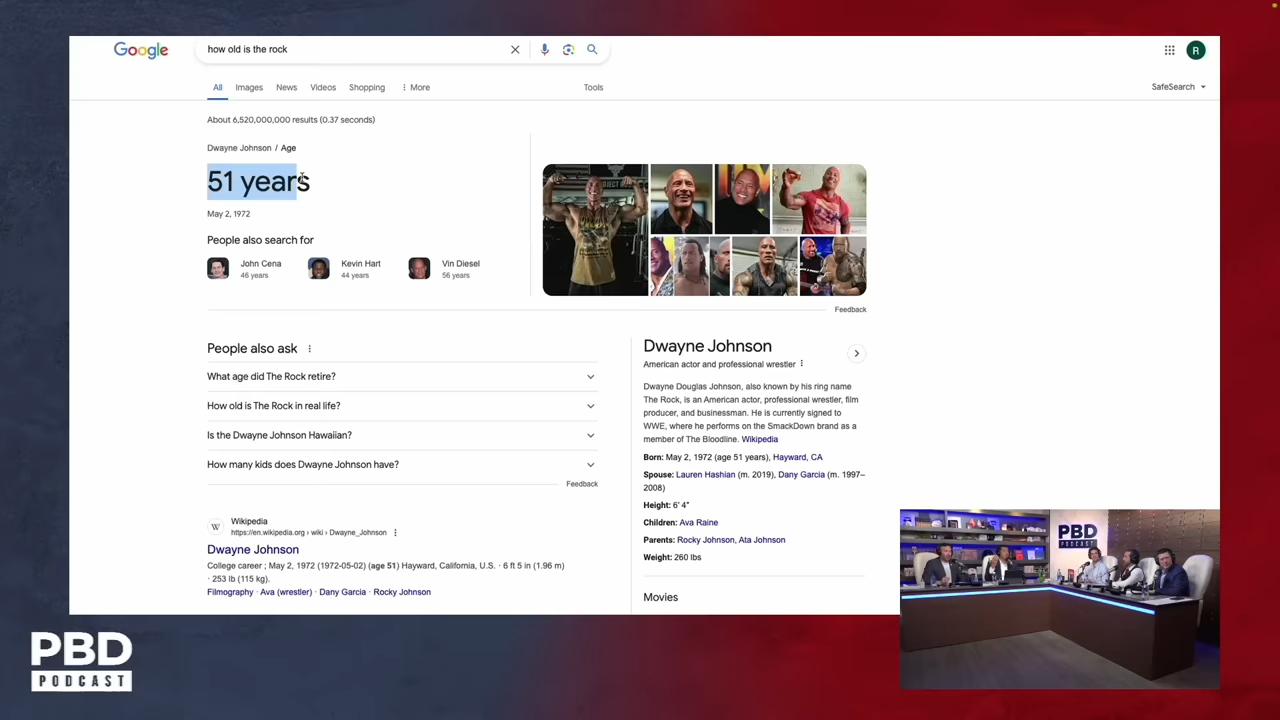 Google
how old is the rock
All
Images
News
Videos
Shopping
More
Tools
SafeSearch
R
About 6,520,000,000 results (0.37 seconds)
Dwayne Johnson / Age
51 years
May 2, 1972
People also search for
John Cena
46 years
Kevin Hart
44 years
Vin Diesel
56 years
Feedback
People also ask
What age did The Rock retire?
How old is The Rock in real life?
Is the Dwayne Johnson Hawaiian?
How many kids does Dwayne Johnson have?
Feedback
W
Wikipedia
https://en.wikipedia.org › wiki › Dwayne_Johnson
Dwayne Johnson
College career ; May 2, 1972 (1972-05-02) (age 51) Hayward, California, U.S. · 6 ft 5 in (1.96 m)
· 253 lb (115 kg).
Filmography · Ava (wrestler) · Dany Garcia · Rocky Johnson
Dwayne Johnson
American actor and professional wrestler
Dwayne Douglas Johnson, also known by his ring name
The Rock, is an American actor, professional wrestler, film
producer, and businessman. He is currently signed to
WWE, where he performs on the SmackDown brand as a
member of The Bloodline. Wikipedia
Born: May 2, 1972 (age 51 years), Hayward, CA
Spouse: Lauren Hashian (m. 2019), Dany Garcia (m. 1997–
2008)
Height: 6′ 4″
Children: Ava Raine
Parents: Rocky Johnson, Ata Johnson
Weight: 260 lbs
Movies
PBD
PODCAST
PBD
PODCAST